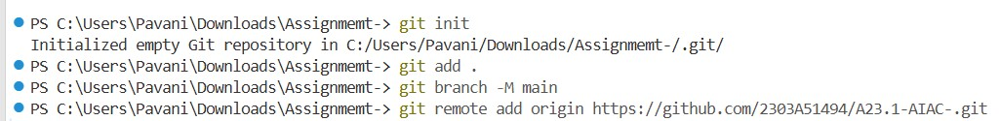 PS C:\Users\Pavani\Downloads\Assignmemt-> git init
Initialized empty Git repository in C:/Users/Pavani/Downloads/Assignmemt-/.git/
PS C:\Users\Pavani\Downloads\Assignmemt-> git add .
PS C:\Users\Pavani\Downloads\Assignmemt-> git branch -M main
PS C:\Users\Pavani\Downloads\Assignmemt-> git remote add origin https://github.com/2303A51494/A23.1-AIAC-.git